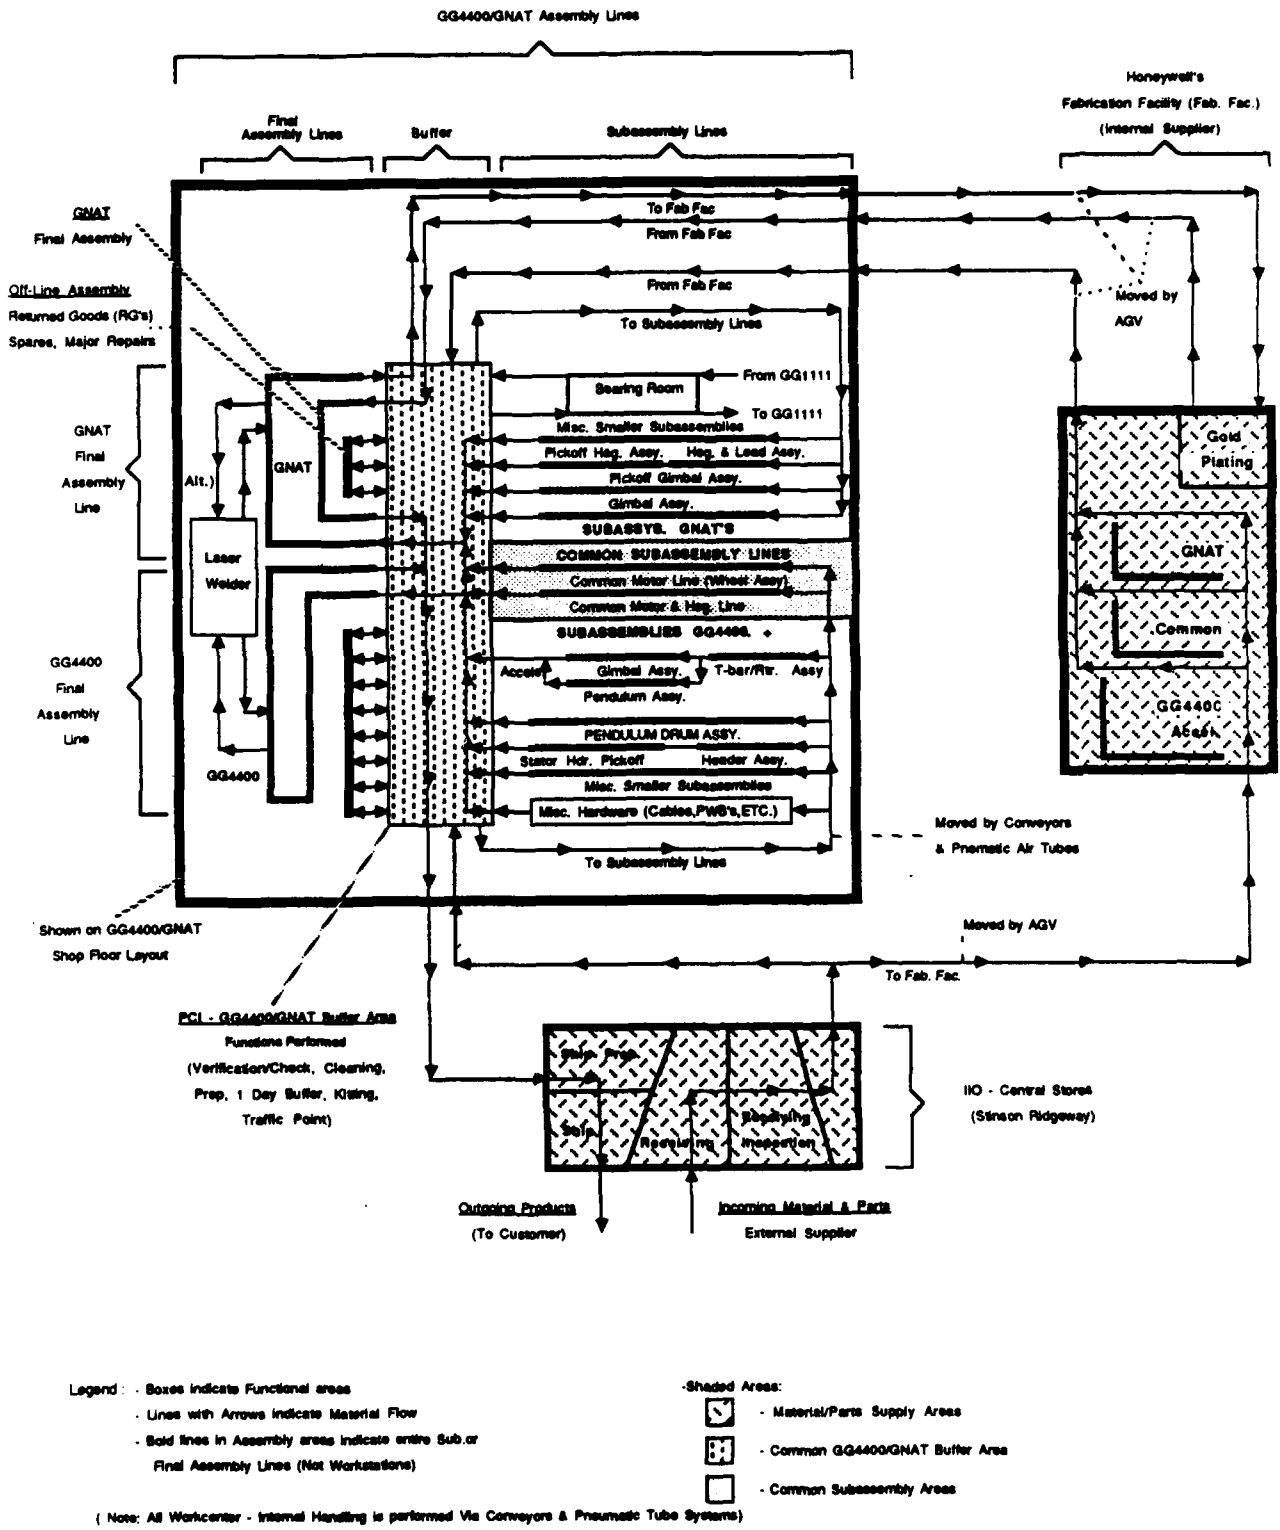 GG4400/GNAT Assembly Lines
Honeywell's
Fabrication Facility (Fab. Fac.)
(Internal Supplier)
Final
Assembly Lines
Buffer
Subassembly Lines
GNAT
Final Assembly
Off-Line Assembly
Returned Goods (RG's)
Spares, Major Repairs
To Fab Fac
From Fab Fac
From Fab Fac
To Subassembly Lines
Moved by
AGV
From GG1111
Bearing Room
To GG1111
Misc. Smaller Subassemblies
Pickoff Hsg. Assy. Hsg. & Lead Assy.
Pickoff Gimbal Assy.
Gimbal Assy.
SUBASSYS. GNAT'S
COMMON SUBASSEMBLY LINES
Common Motor Line (Wheel Assy)
Common Motor & Hsg. Line
SUBASSEMBLIES GG4400.
Accels.
Gimbal Assy.
T-bar/Rtr. Assy
Pendulum Assy.
PENDULUM DRUM ASSY.
Stator Hdr. Pickoff Header Assy.
Misc. Smaller Subassemblies
Misc. Hardware (Cables,PWB's,ETC.)
To Subassembly Lines
GNAT
Final
Assembly
Line
Alt.)
GNAT
Laser
Welder
GG4400
Final
Assembly
Line
GG4400
Gold
Plating
GNAT
Common
GG4400
Accel.
Moved by Conveyors
& Pnematic Air Tubes
Shown on GG4400/GNAT
Shop Floor Layout
Moved by AGV
To Fab. Fac.
PCI - GG4400/GNAT Buffer Area
Functions Performed
(Verification/Check, Cleaning,
Prep, 1 Day Buffer, Kitting,
Traffic Point)
Ship. Prep.
Ship.
Receiving
Receiving
Inspection
IIO - Central Stores
(Stinson Ridgeway)
Outgoing Products
(To Customer)
Incoming Material & Parts
External Supplier
Legend : - Boxes indicate Functional areas
- Lines with Arrows indicate Material Flow
- Bold lines in Assembly areas indicate entire Sub.or
Final Assembly Lines (Not Workstations)
-Shaded Areas:
- Material/Parts Supply Areas
- Common GG4400/GNAT Buffer Area
- Common Subassembly Areas
( Note: All Workcenter - Internal Handling is performed Via Conveyors & Pneumatic Tube Systems)